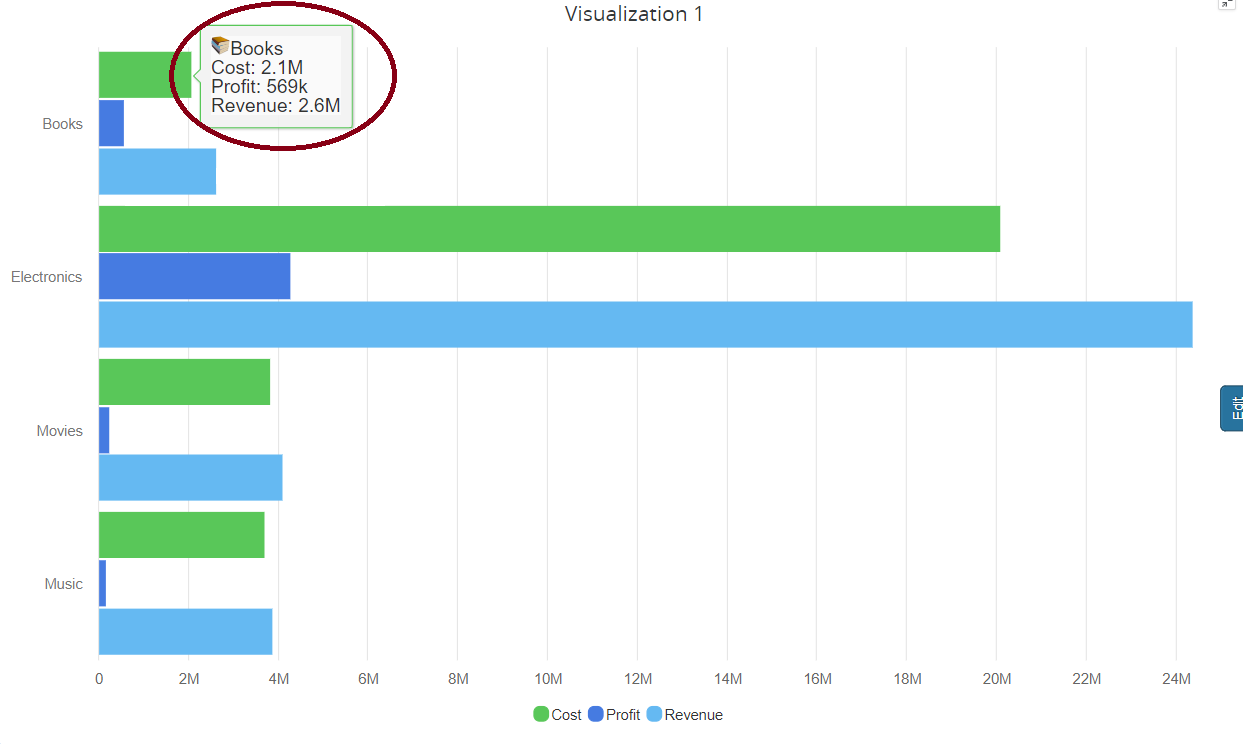 Visualization 1
Books
Cost: 2.1M
Profit: 569k
Revenue: 2.6M
Books
Electronics
Movies
Music
Edit
0 2M 4M 6M 8M 10M 12M 14M 16M 18M 20M 22M 24M
Cost Profit Revenue